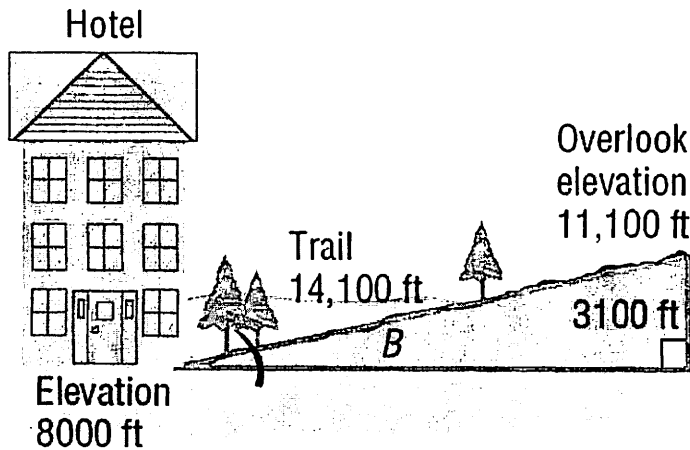 Hotel
Overlook
elevation
11,100 ft
Trail
14,100 ft
3100 ft
B
Elevation
8000 ft